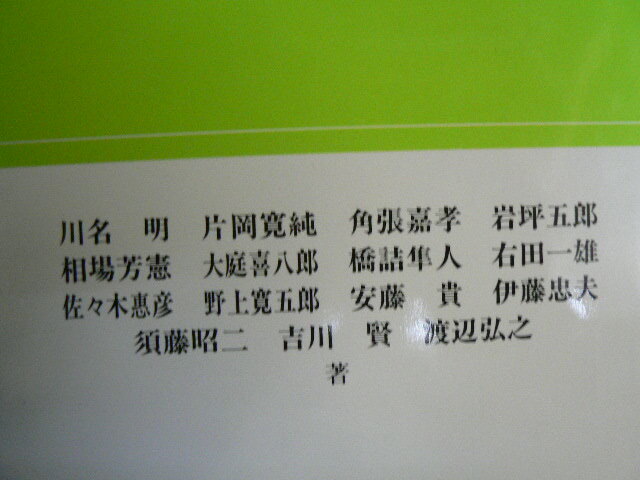 川名　明　片岡寛純　角張嘉孝　岩坪五郎
相場芳憲　大庭喜八郎　橋詰隼人　右田一雄
佐々木惠彦　野上寛五郎　安藤　貴　伊藤忠夫
須藤昭二　吉川　賢　渡辺弘之
著